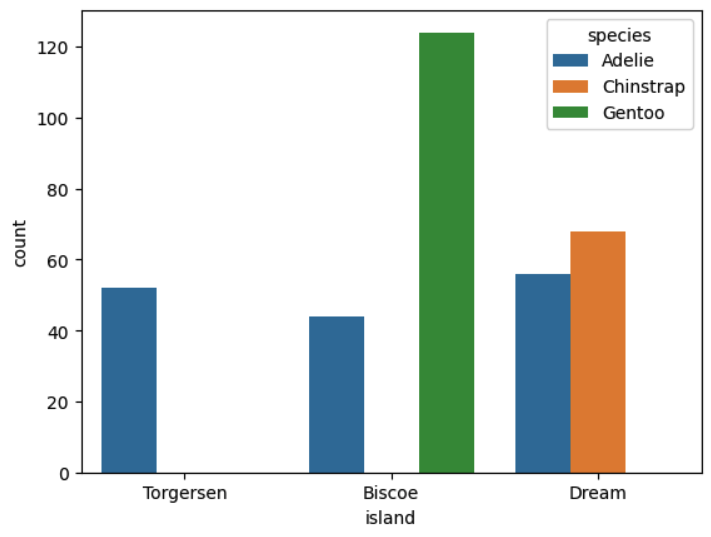 species
Adelie
Chinstrap
Gentoo
count
120
100
80
60
40
20
0
Torgersen Biscoe Dream
island